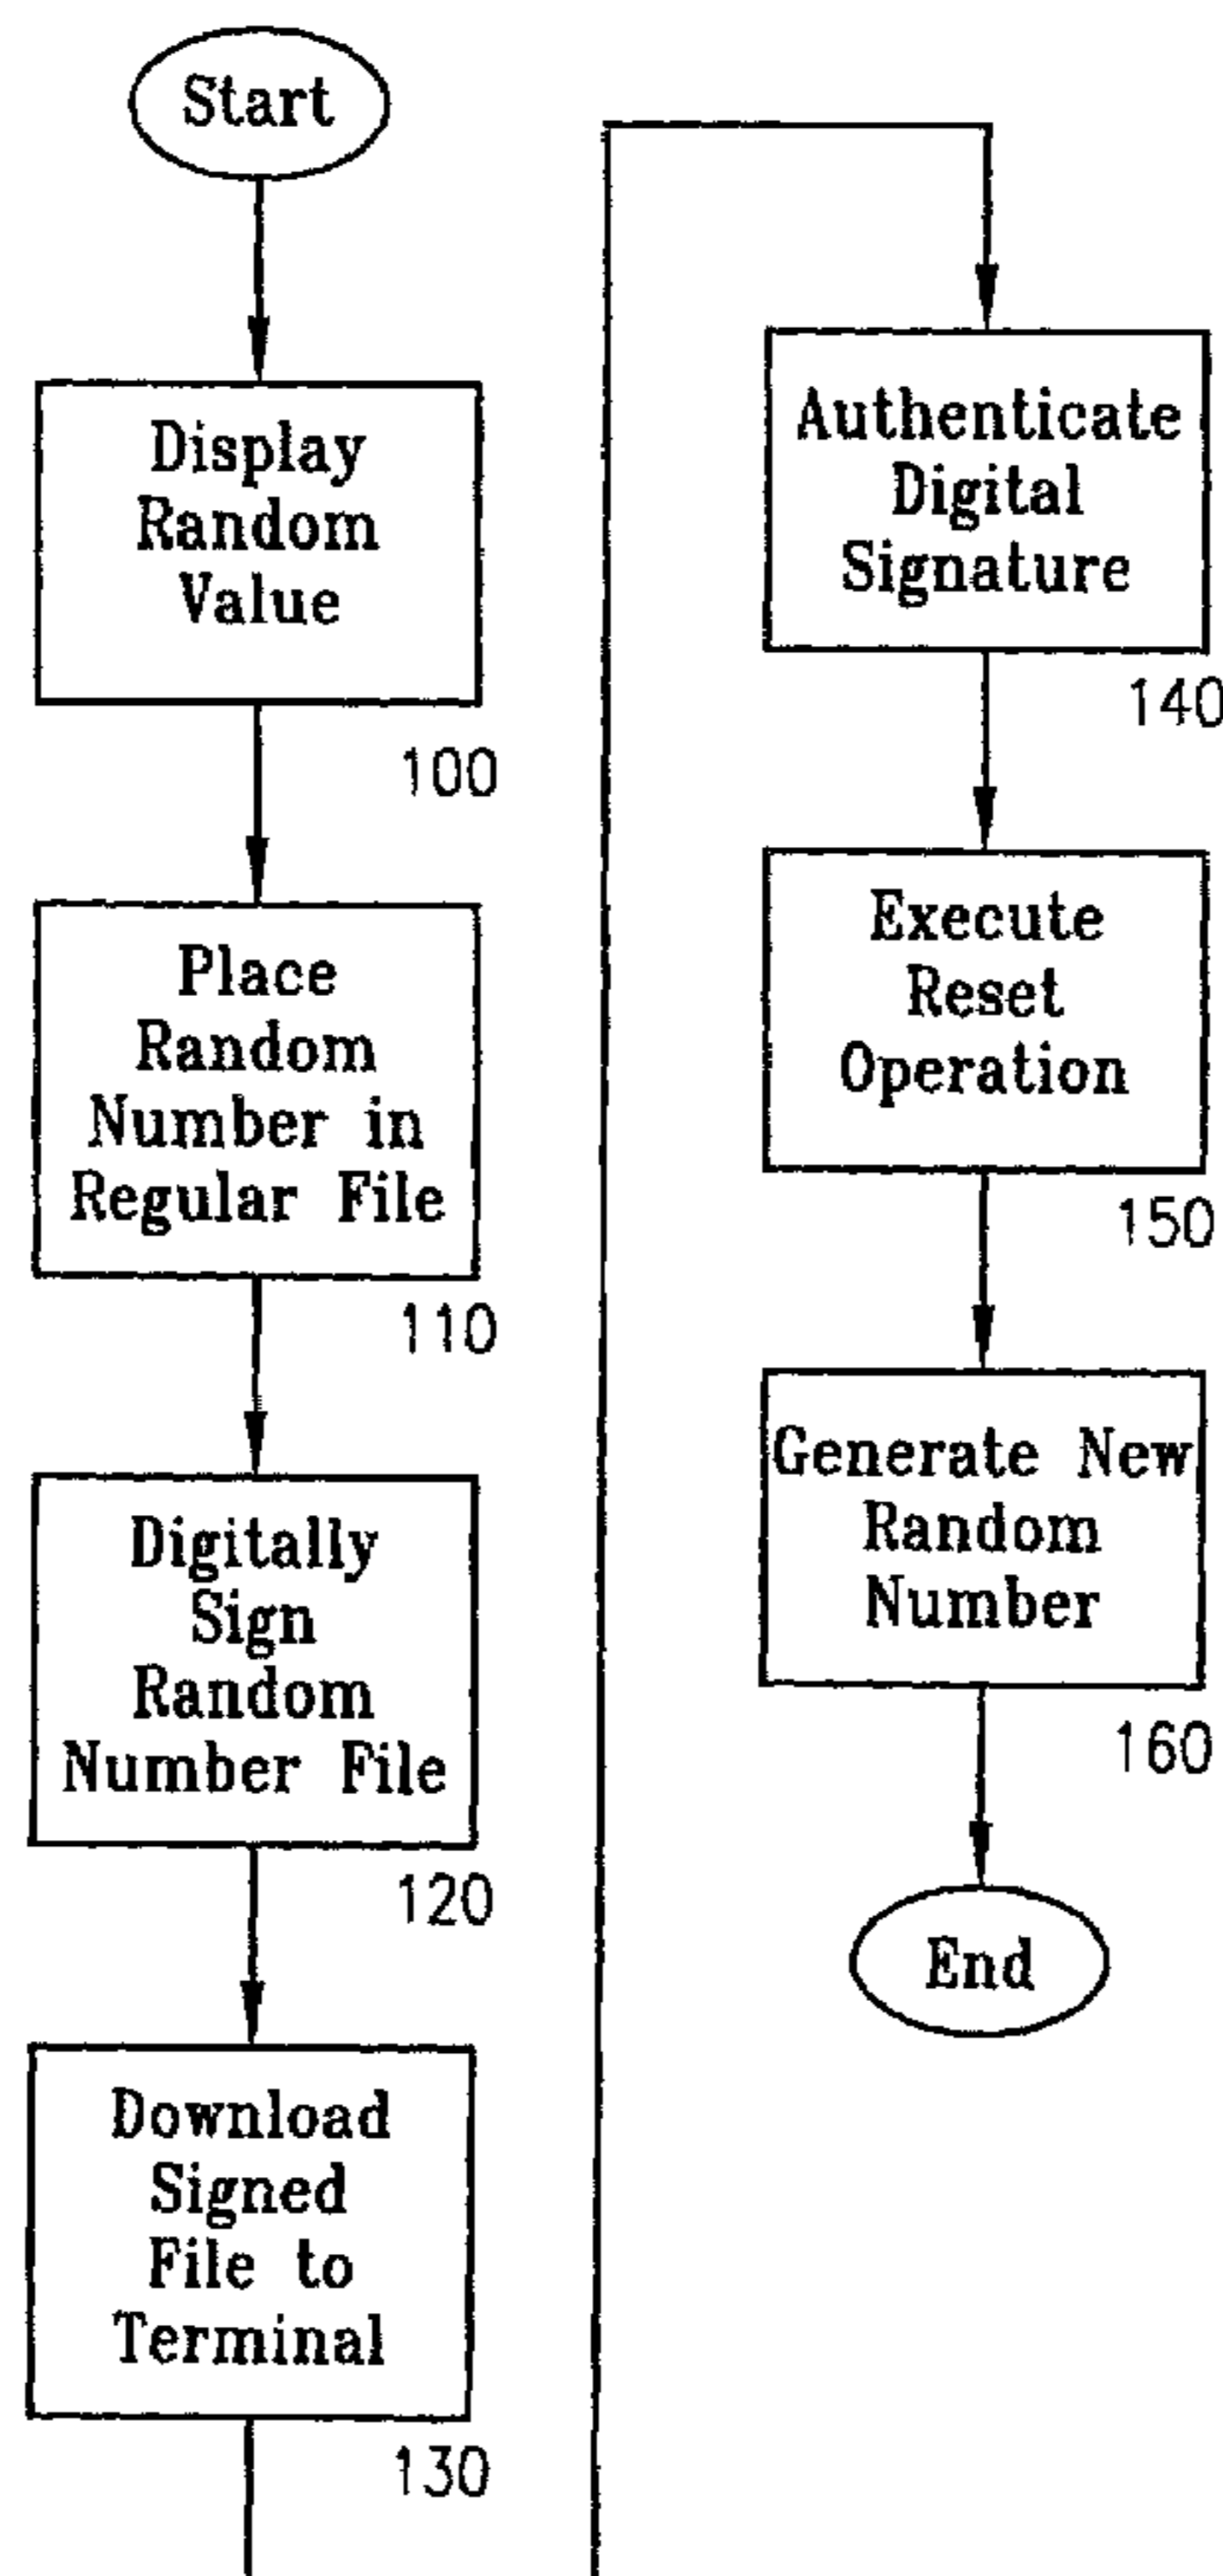 Start
Display
Random
Value
100
Place
Random
Number in
Regular File
110
Digitally
Sign
Random
Number File
120
Download
Signed
File to
Terminal
130
Authenticate
Digital
Signature
140
Execute
Reset
Operation
150
Generate New
Random
Number
160
End